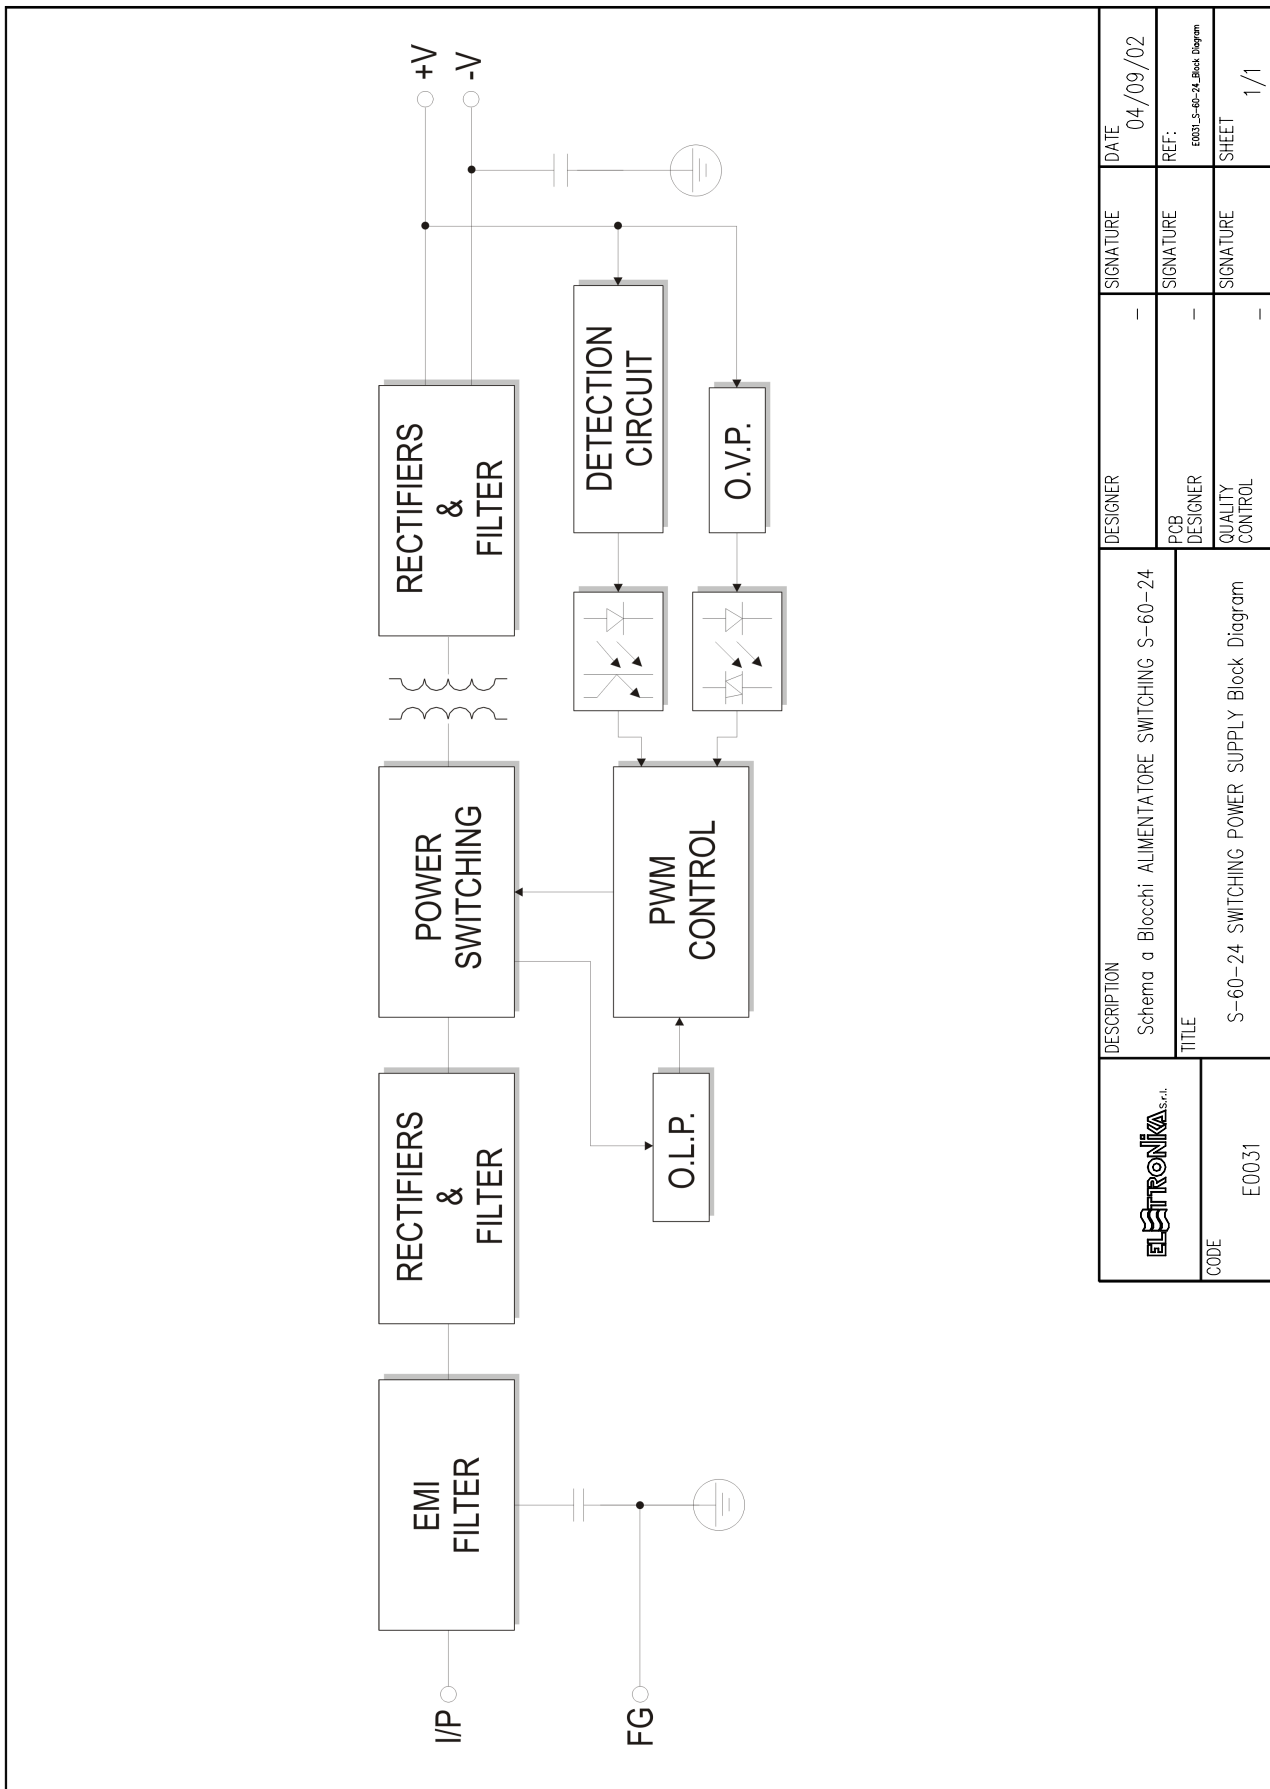 I/P
FG
EMI
FILTER
RECTIFIERS
&
FILTER
POWER
SWITCHING
RECTIFIERS
&
FILTER
+V
-V
O.L.P.
PWM
CONTROL
DETECTION
CIRCUIT
O.V.P.
ELETTRONIKA s.r.l.
CODE
E0031
DESCRIPTION
Schema a Blocchi ALIMENTATORE SWITCHING S-60-24
TITLE
S-60-24 SWITCHING POWER SUPPLY Block Diagram
DESIGNER
-
SIGNATURE
DATE
04/09/02
PCB
DESIGNER
-
SIGNATURE
REF:
E0031_S-60-24_Block Diagram
QUALITY
CONTROL
-
SIGNATURE
SHEET
1/1